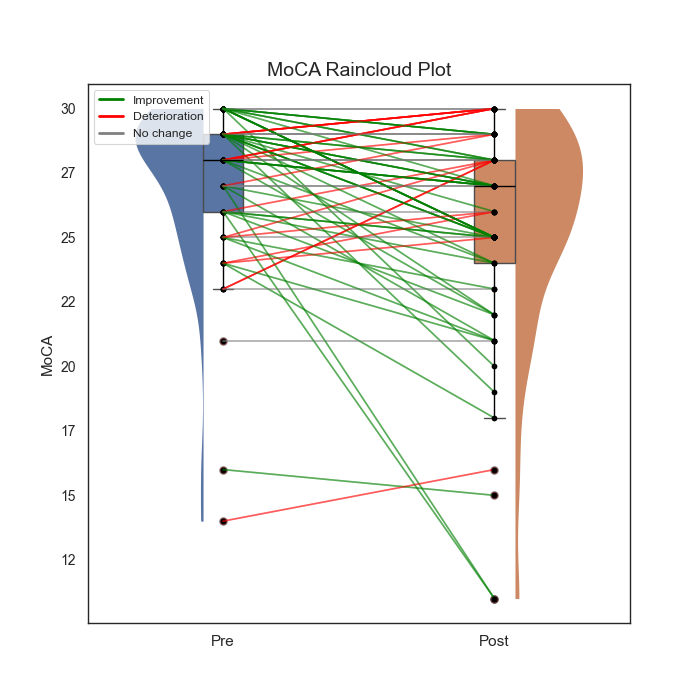 MoCA Raincloud Plot
Improvement
Deterioration
No change
30
27
25
22
20
17
15
12
MoCA
Pre
Post